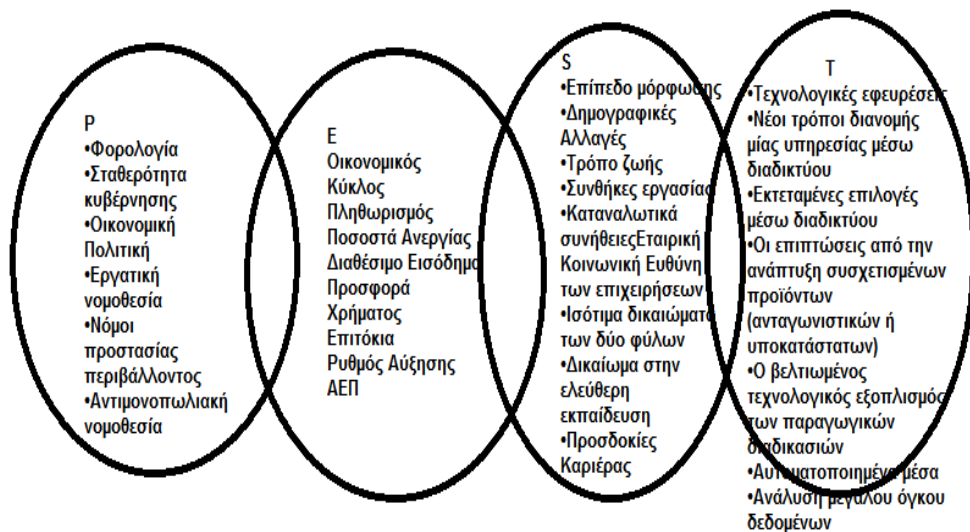 P
•Φορολογία
•Σταθερότητα
κυβέρνησης
•Οικονομική
Πολιτική
•Εργατική
νομοθεσία
•Νόμοι
προστασίας
περιβάλλοντος
•Αντιμονοπωλιακή
νομοθεσία
E
Οικονομικός
Κύκλος
Πληθωρισμός
Ποσοστά Ανεργίας
Διαθέσιμο Εισόδημα
Προσφορά
Χρήματος
Επιτόκια
Ρυθμός Αύξησης
ΑΕΠ
S
•Επίπεδο μόρφωσης
•Δημογραφικές
Αλλαγές
•Τρόπο ζωής
•Συνθήκες εργασίας
•Καταναλωτικά
συνήθειεςΕταιρική
Κοινωνική Ευθύνη
των επιχειρήσεων
•Ισότιμα δικαιώματα
των δύο φύλων
•Δικαίωμα στην
ελεύθερη
εκπαίδευση
•Προσδοκίες
Καριέρας
T
•Τεχνολογικές εφευρέσεις
•Νέοι τρόποι διανομής
μίας υπηρεσίας μέσω
διαδικτύου
•Εκτεταμένες επιλογές
μέσω διαδικτύου
•Οι επιπτώσεις από την
ανάπτυξη συσχετισμένων
προϊόντων
(ανταγωνιστικών ή
υποκατάστατων)
•Ο βελτιωμένος
τεχνολογικός εξοπλισμός
των παραγωγικών
διαδικασιών
•Αυτοματοποιημένα μέσα
•Ανάλυση μεγάλου όγκου
δεδομένων